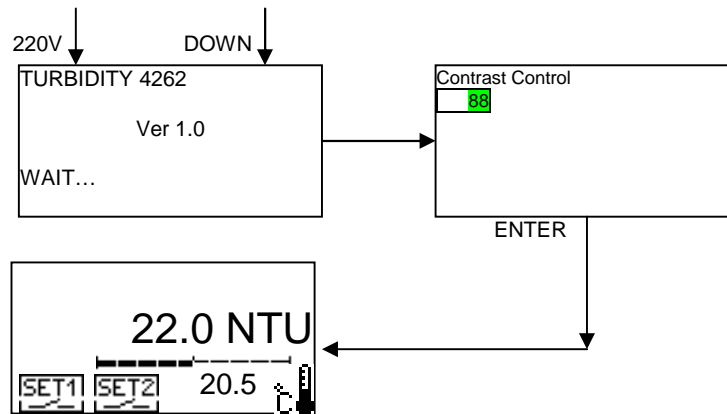 220V DOWN
TURBIDITY 4262
Ver 1.0
WAIT...
Contrast Control
88
ENTER
22.0 NTU
SET1 SET2 20.5 °C